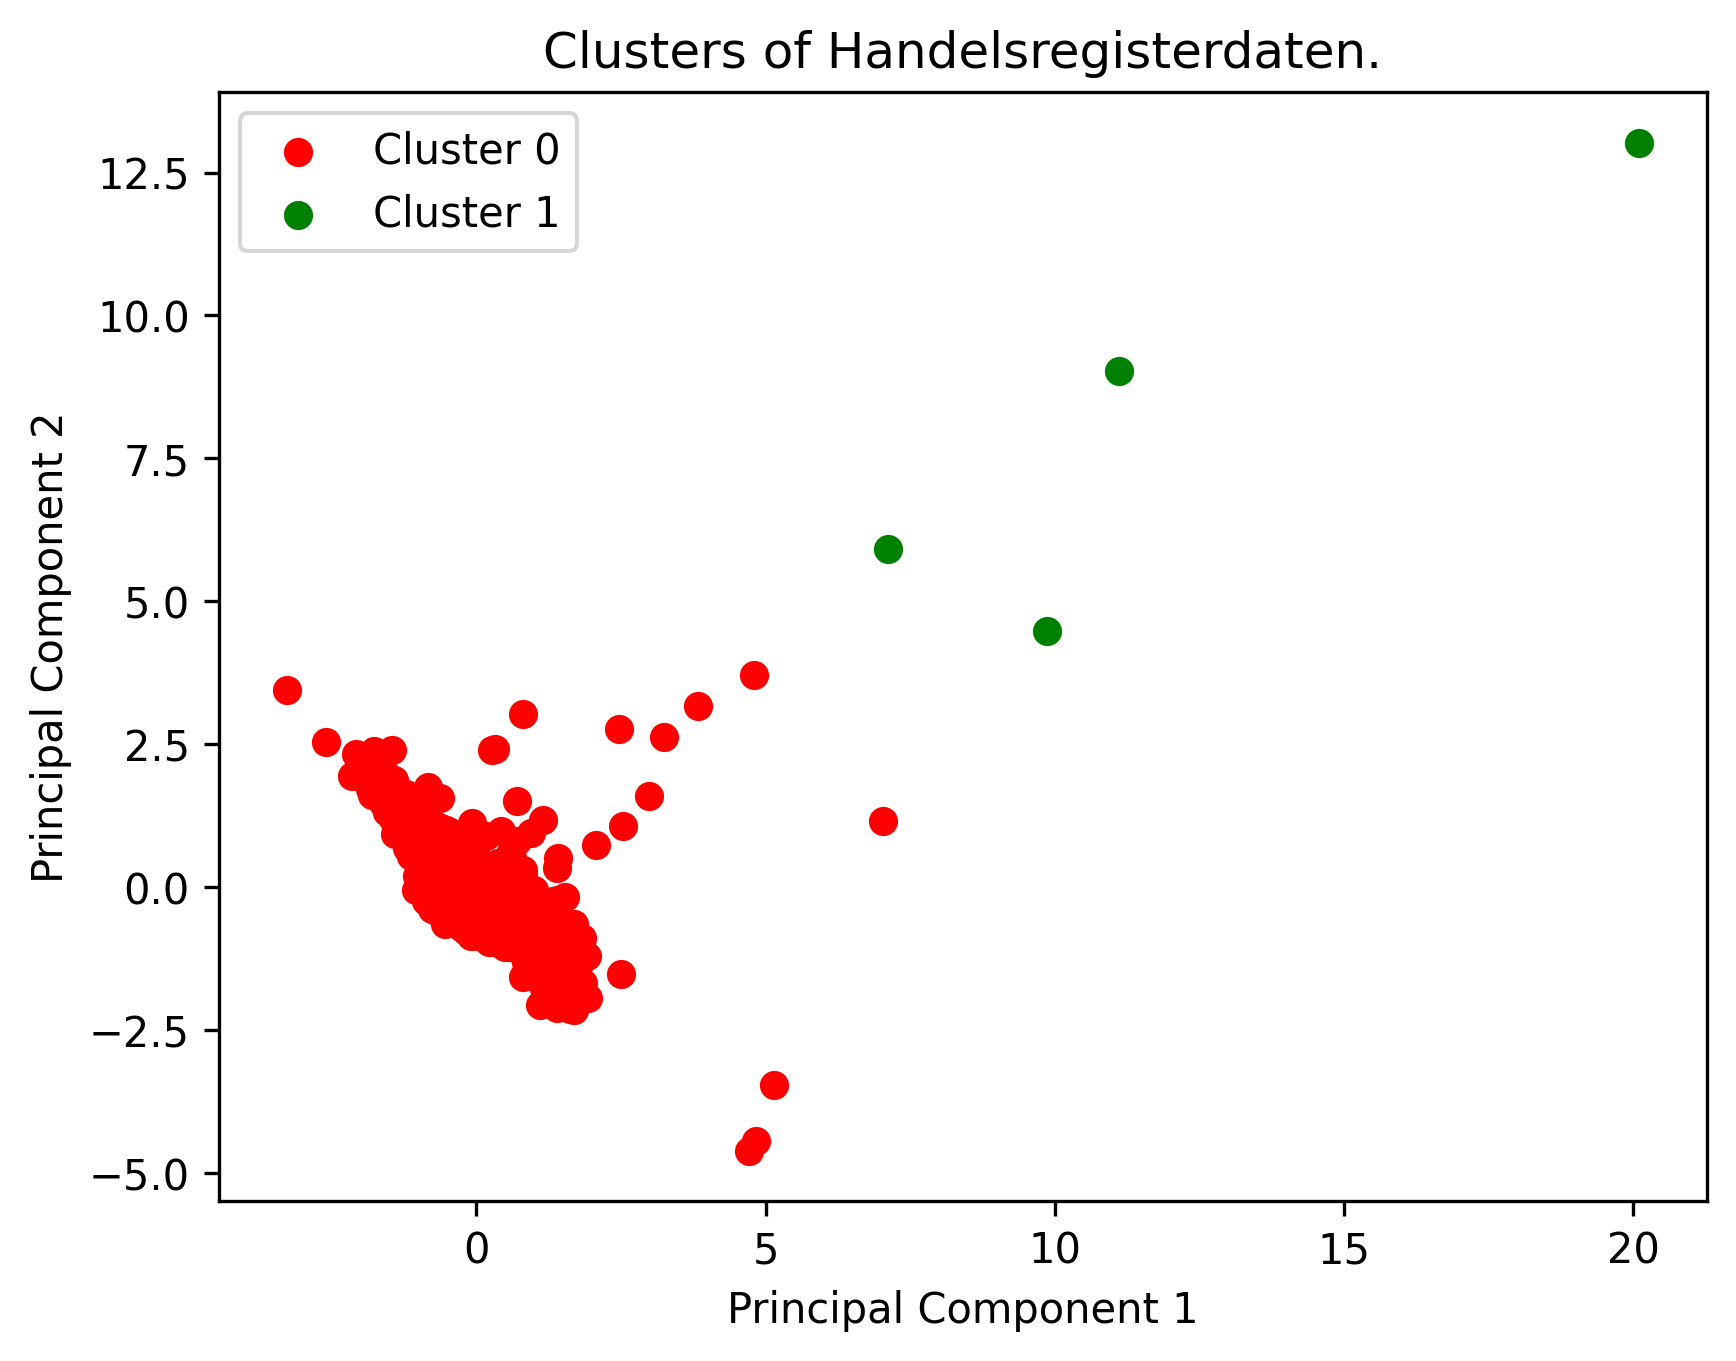 Clusters of Handelsregisterdaten.
Cluster 0
Cluster 1
Principal Component 2
12.5
10.0
7.5
5.0
2.5
0.0
−2.5
−5.0
0
5
10
15
20
Principal Component 1